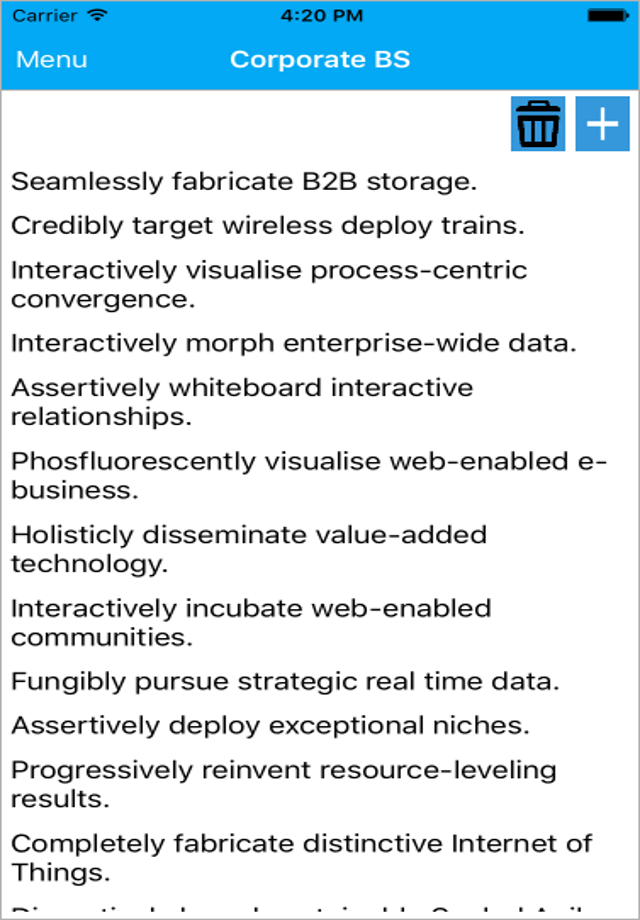 Carrier 4:20 PM
Menu Corporate BS
Seamlessly fabricate B2B storage.
Credibly target wireless deploy trains.
Interactively visualise process-centric
convergence.
Interactively morph enterprise-wide data.
Assertively whiteboard interactive
relationships.
Phosfluorescently visualise web-enabled e-
business.
Holisticly disseminate value-added
technology.
Interactively incubate web-enabled
communities.
Fungibly pursue strategic real time data.
Assertively deploy exceptional niches.
Progressively reinvent resource-leveling
results.
Completely fabricate distinctive Internet of
Things.